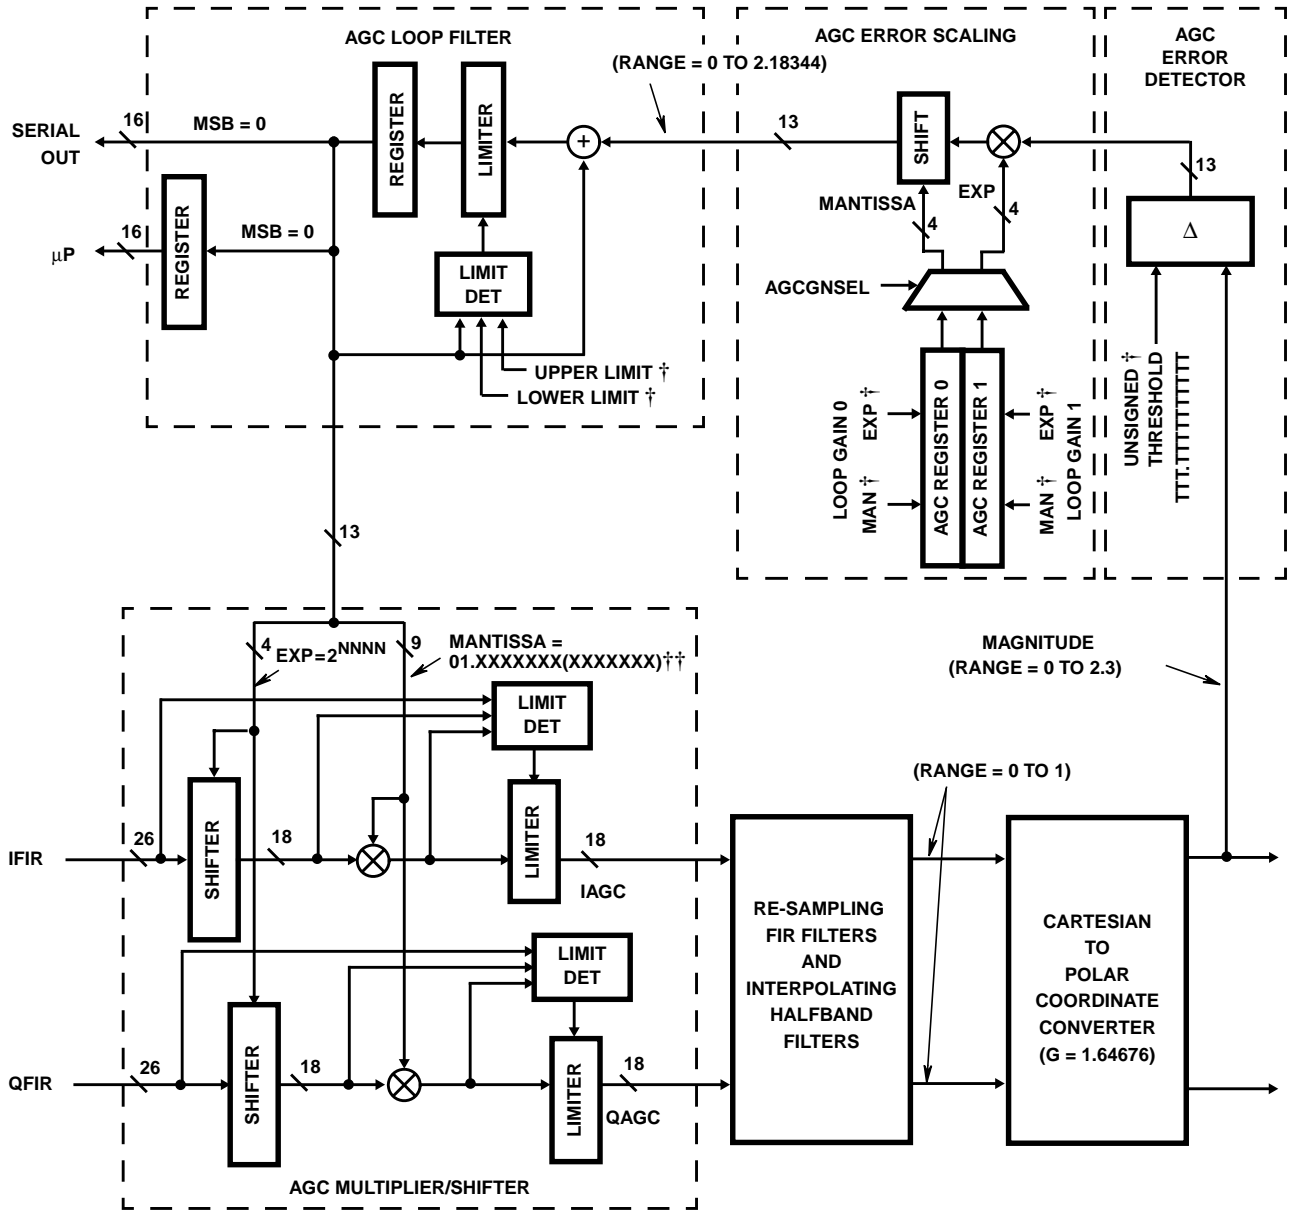 AGC LOOP FILTER
(RANGE = 0 TO 2.18344)
SERIAL
OUT
16
MSB = 0
REGISTER
LIMITER
+
13
µP
16
REGISTER
MSB = 0
LIMIT
DET
UPPER LIMIT †
LOWER LIMIT †
AGC ERROR SCALING
SHIFT
MANTISSA
EXP
4
4
AGCGNSEL
LOOP GAIN 0
MAN † EXP †
AGC REGISTER 0
AGC REGISTER 1
MAN † EXP †
LOOP GAIN 1
AGC
ERROR
DETECTOR
13
Δ
UNSIGNED †
THRESHOLD
TTT.TTTTTTTTTT
13
4
EXP=2NNNN
9
MANTISSA =
01.XXXXXXX(XXXXXXX)††
LIMIT
DET
IFIR
26
SHIFTER
18
LIMITER
18
IAGC
LIMIT
DET
QFIR
26
SHIFTER
18
LIMITER
18
QAGC
AGC MULTIPLIER/SHIFTER
MAGNITUDE
(RANGE = 0 TO 2.3)
(RANGE = 0 TO 1)
RE-SAMPLING
FIR FILTERS
AND
INTERPOLATING
HALFBAND
FILTERS
CARTESIAN
TO
POLAR
COORDINATE
CONVERTER
(G = 1.64676)